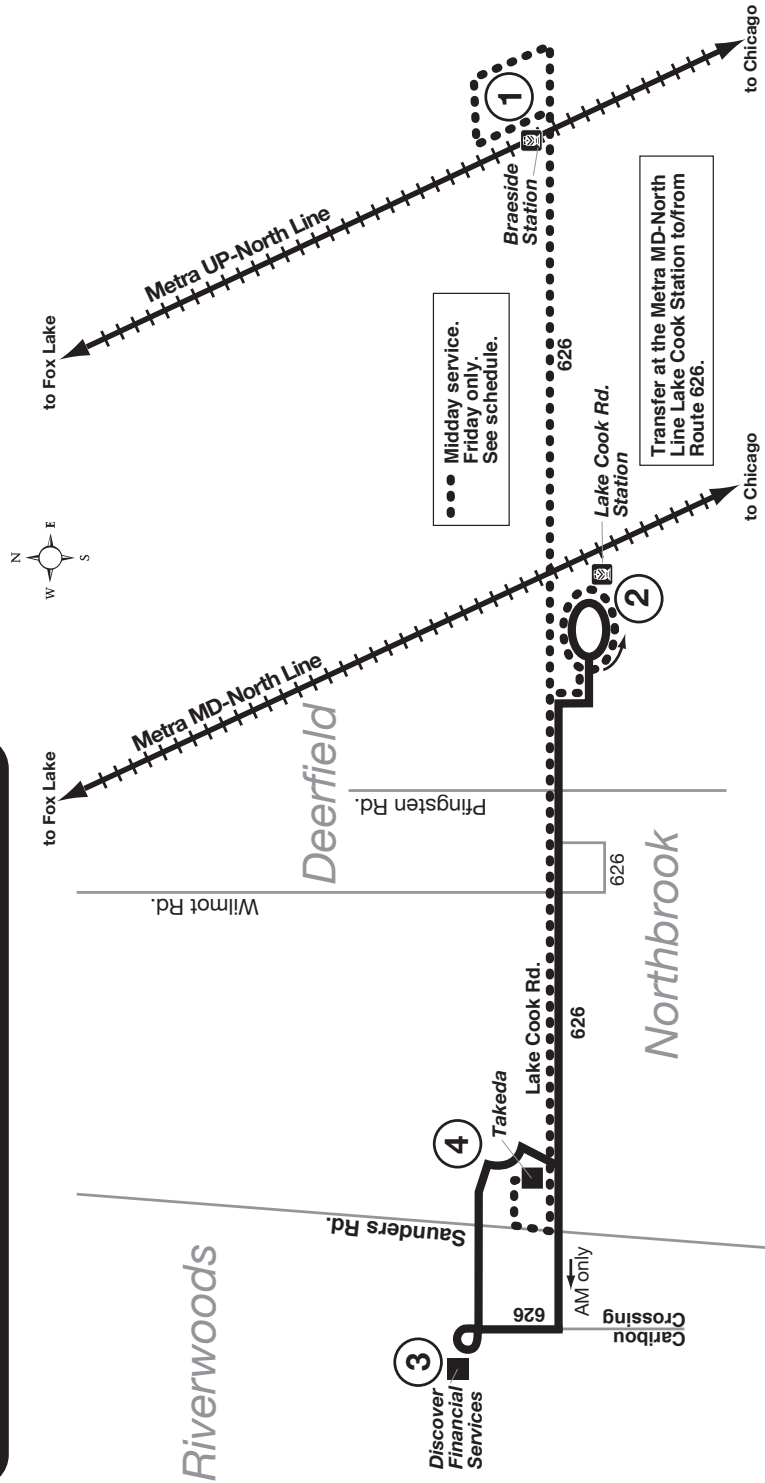 to Fox Lake
to Fox Lake
N
W E
S
Metra MD-North Line
Metra UP-North Line
Riverwoods
Deerfield
Northbrook
Saunders Rd.
Wilmot Rd.
Pfingsten Rd.
Midday service.
Friday only.
See schedule.
1
Braeside
Station
3
Discover
Financial
Services
4
Takeda
Lake Cook Rd.
626
AM only
Caribou
Crossing
626
626
626
2
Lake Cook Rd.
Station
Transfer at the Metra MD-North
Line Lake Cook Station to/from
Route 626.
to Chicago
to Chicago